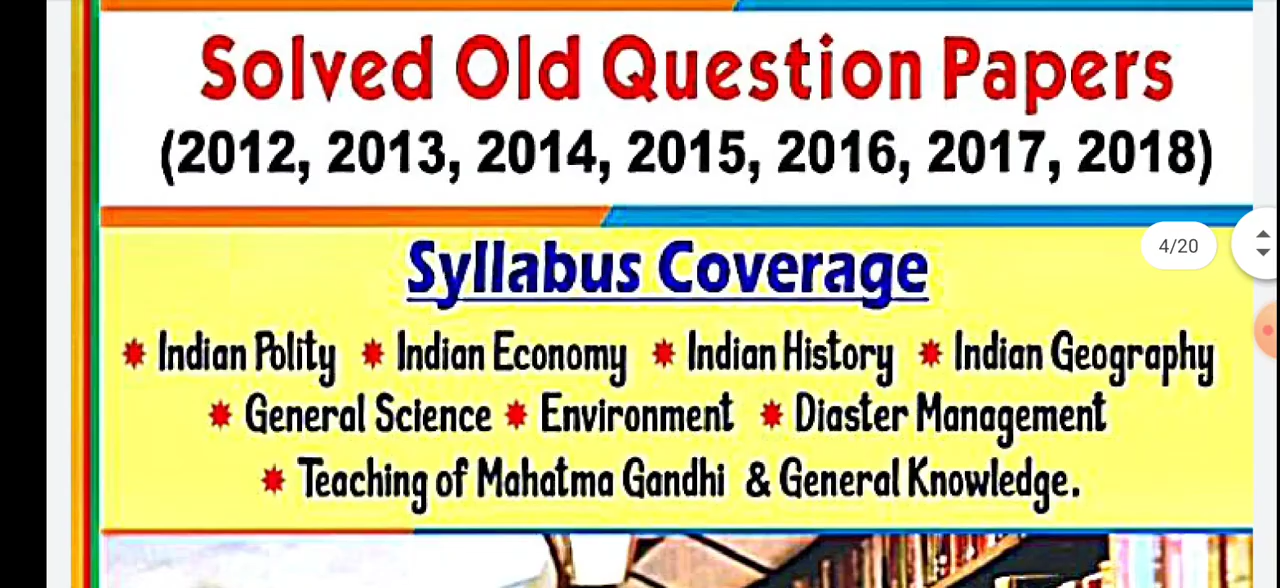 Solved Old Question Papers
(2012, 2013, 2014, 2015, 2016, 2017, 2018)
4/20
Syllabus Coverage
Indian Polity Indian Economy Indian History Indian Geography
General Science Environment Diaster Management
Teaching of Mahatma Gandhi & General Knowledge.